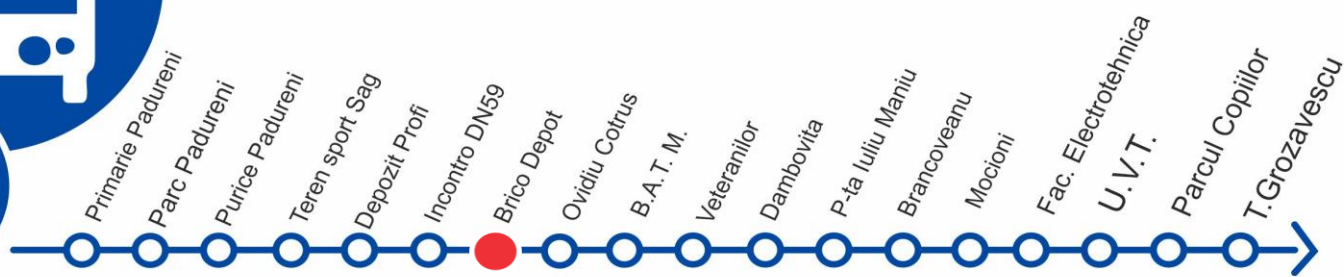 Primarie Padureni
Parc Padureni
Purice Padureni
Teren sport Sag
Depozit Profi
Incontro DN59
Brico Depot
Ovidiu Cotrus
B.A.T. M.
Veteranilor
Dambovita
P-ta Iuliu Maniu
Brancoveanu
Mocioni
Fac. Electrotehnica
U.V.T.
Parcul Copiilor
T.Grozavescu